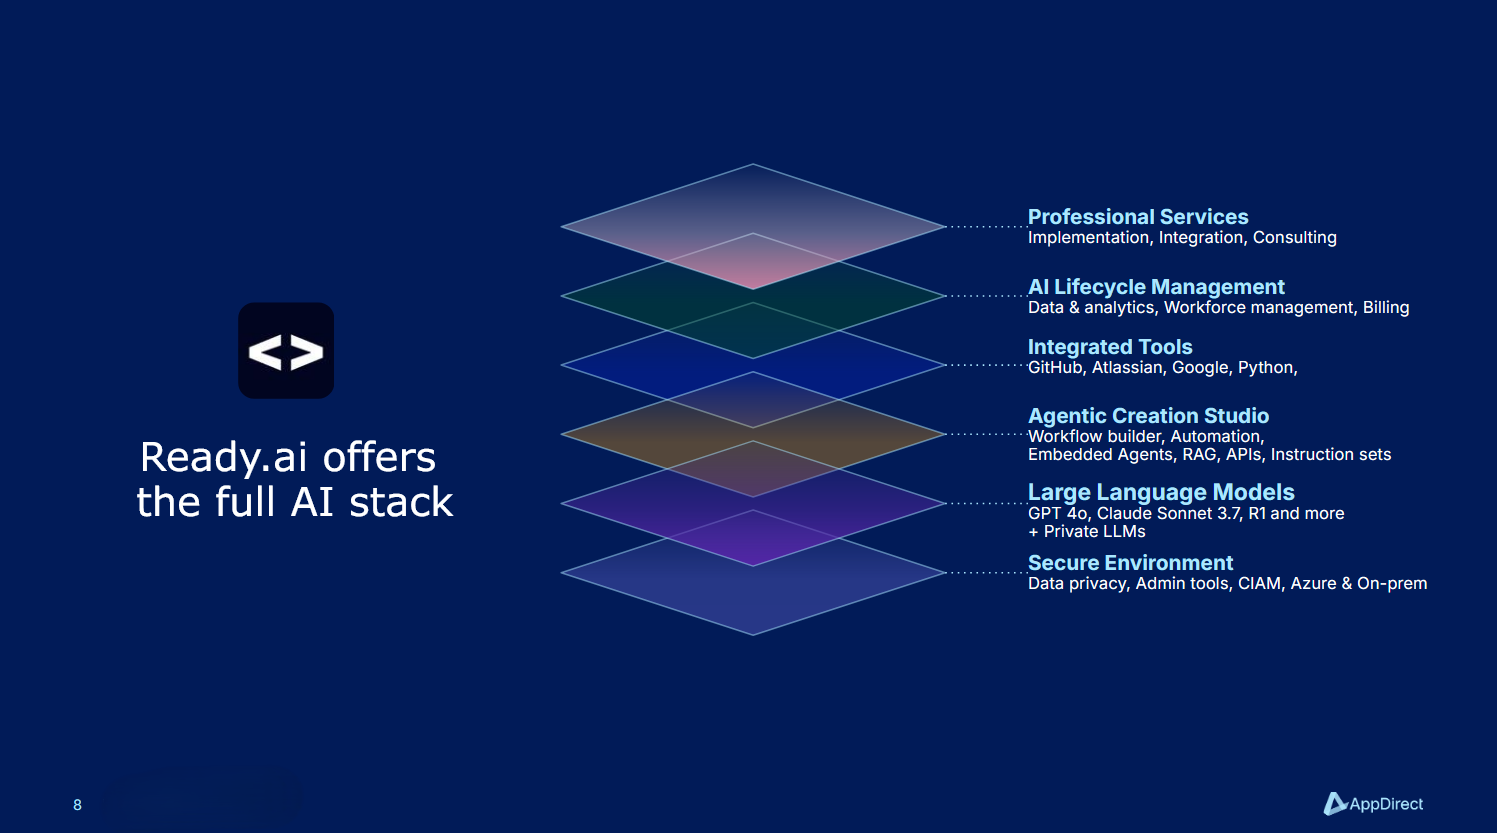 <>
Ready.ai offers
the full AI stack
Professional Services
Implementation, Integration, Consulting
AI Lifecycle Management
Data & analytics, Workforce management, Billing
Integrated Tools
GitHub, Atlassian, Google, Python,
Agentic Creation Studio
Workflow builder, Automation,
Embedded Agents, RAG, APIs, Instruction sets
Large Language Models
GPT 4o, Claude Sonnet 3.7, R1 and more
+ Private LLMs
Secure Environment
Data privacy, Admin tools, CIAM, Azure & On-prem
8
AppDirect